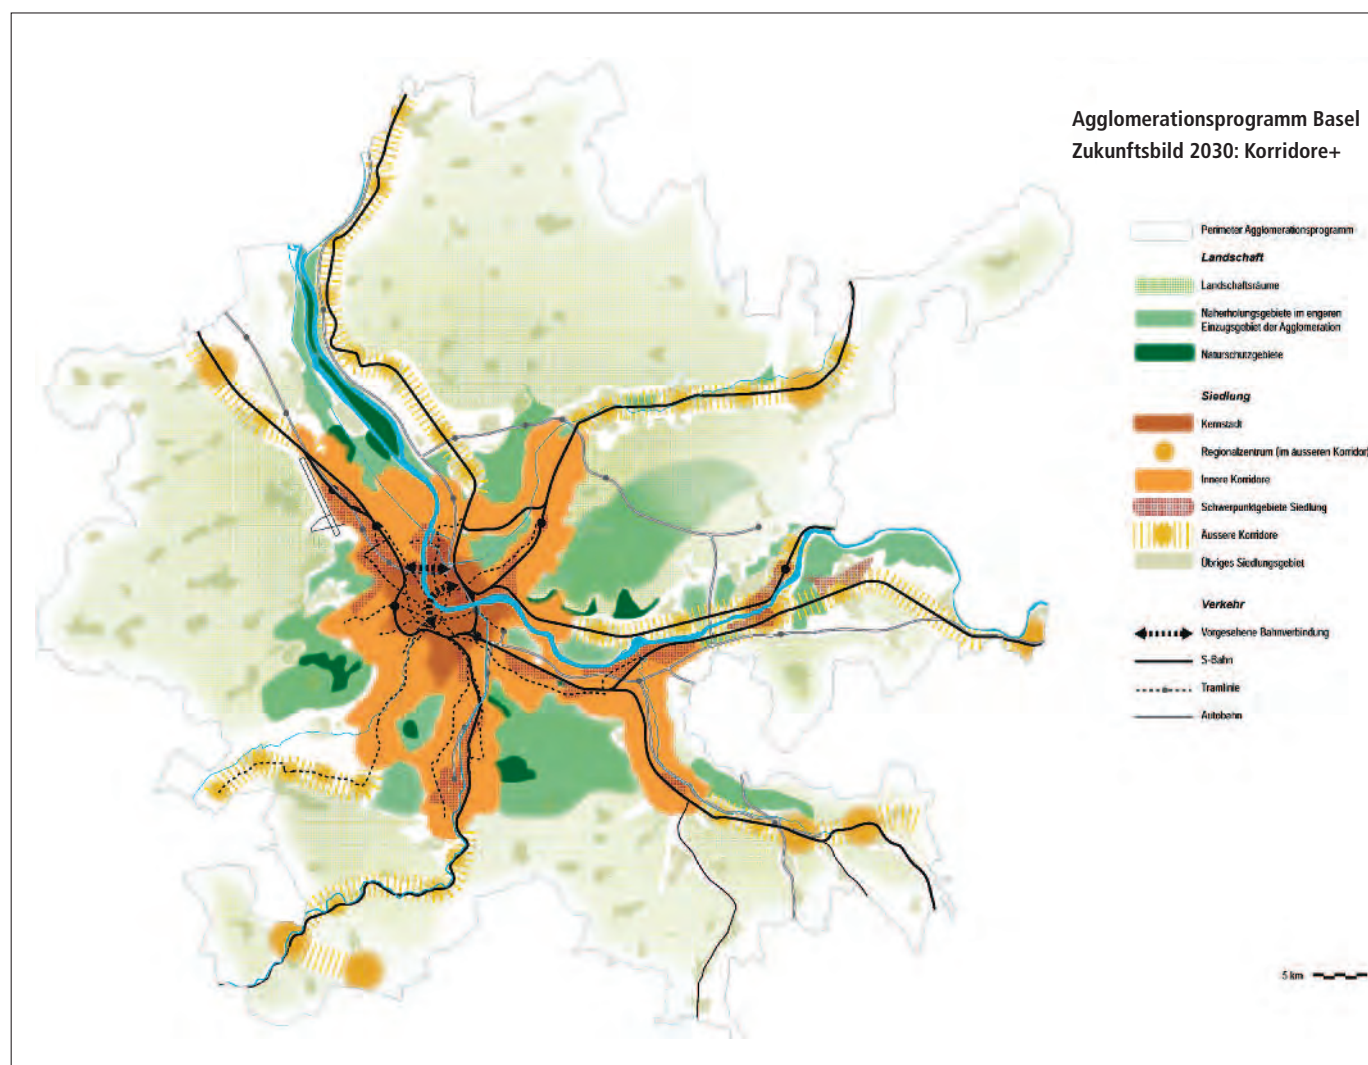 Agglomerationsprogramm Basel
Zukunftsbild 2030: Korridore+
Perimeter Agglomerationsprogramm
Landschaft
Landschaftsräume
Naherholungsgebiete im engeren
Einzugsgebiet der Agglomeration
Naturschutzgebiete
Siedlung
Kernstadt
Regionalzentrum (im äusseren Korridor)
Innere Korridore
Schwerpunktgebiete Siedlung
Äussere Korridore
Übriges Siedlungsgebiet
Verkehr
Vorgesehene Bahnverbindung
S-Bahn
Tramlinie
Autobahn
5 km